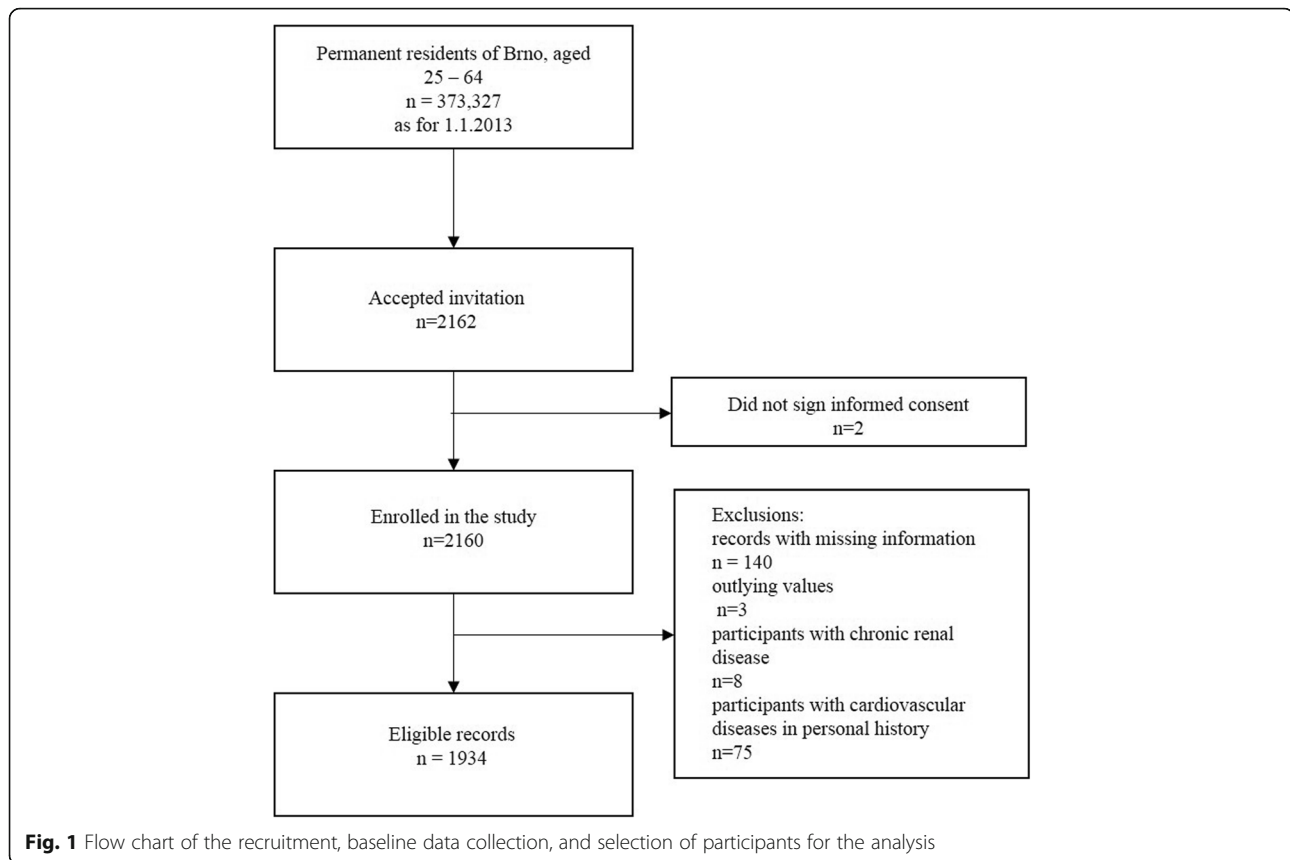 Permanent residents of Brno, aged
25 – 64
n = 373,327
as for 1.1.2013
Accepted invitation
n=2162
Did not sign informed consent
n=2
Enrolled in the study
n=2160
Exclusions:
records with missing information
n = 140
outlying values
n=3
participants with chronic renal
disease
n=8
participants with cardiovascular
diseases in personal history
n=75
Eligible records
n = 1934
Fig. 1 Flow chart of the recruitment, baseline data collection, and selection of participants for the analysis